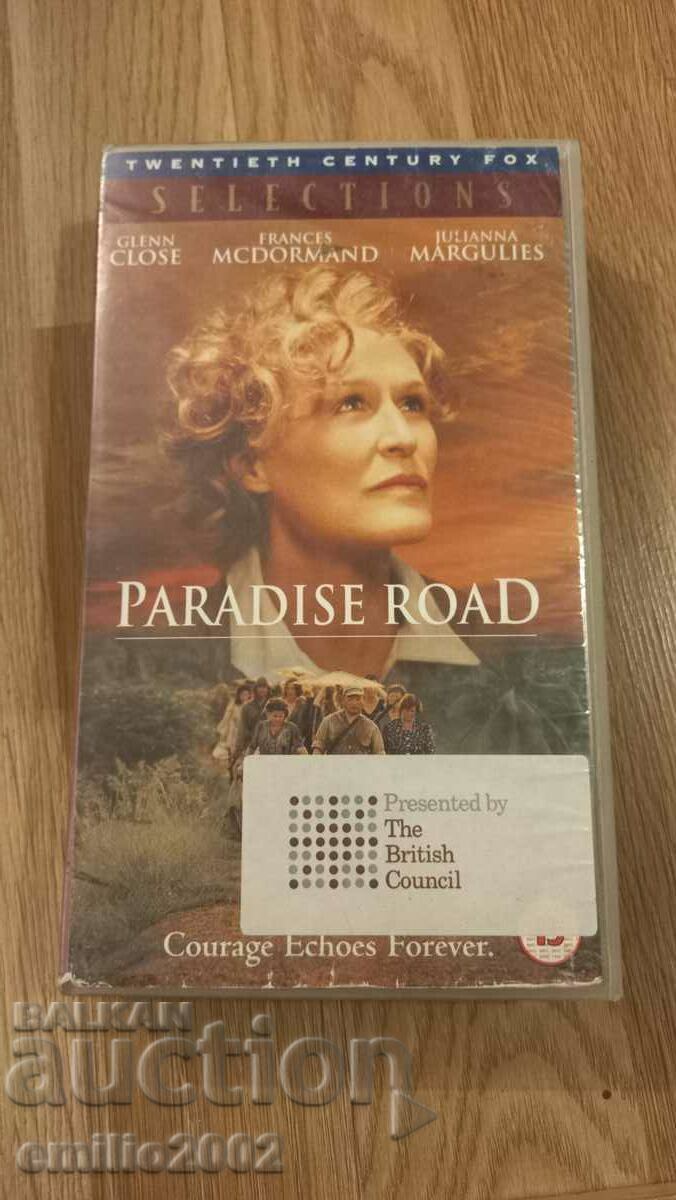 TWENTIETH CENTURY FOX
SELECTIONS
GLENN CLOSE
FRANCES MCDORMAND
JULIANNA MARGULIES
PARADISE ROAD
Presented by
The
British
Council
Courage Echoes Forever.
BALKAN
auction
emilio2002